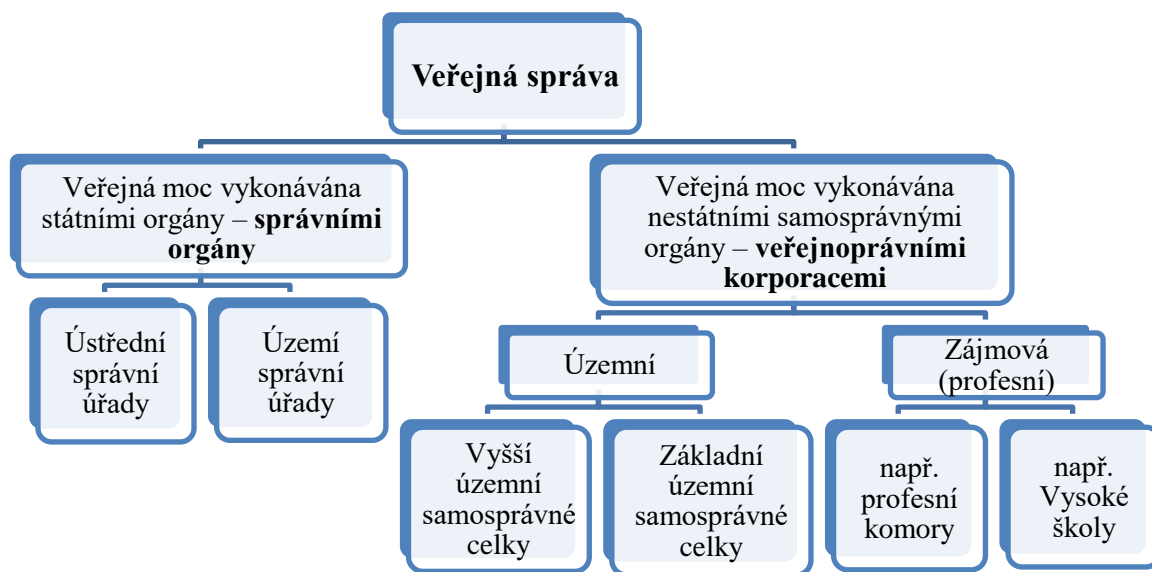 Veřejná správa
Veřejná moc vykonávána
státními orgány – správními
orgány
Veřejná moc vykonávána
nestátními samosprávnými
orgány – veřejnoprávními
korporacemi
Ústřední
správní
úřady
Území
správní
úřady
Územní
Zájmová
(profesní)
Vyšší
územní
samosprávné
celky
Základní
územní
samosprávné
celky
např.
profesní
komory
např.
Vysoké
školy